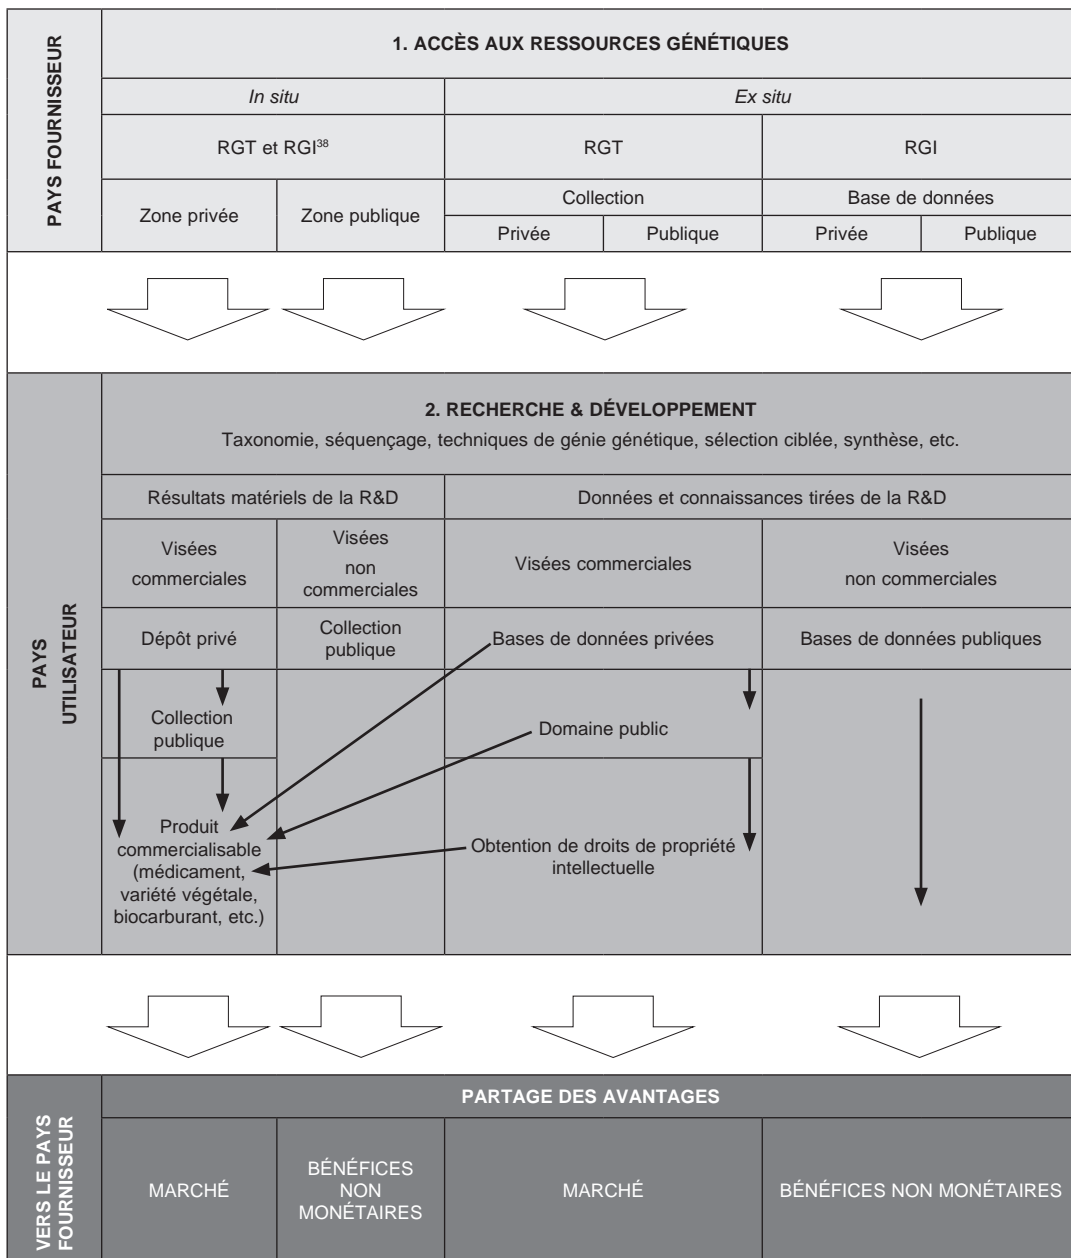 PAYS FOURNISSEUR
1. ACCÈS AUX RESSOURCES GÉNÉTIQUES
In situ
Ex situ
RGT et RGI38
RGT
RGI
Zone privée
Zone publique
Collection
Base de données
Privée
Publique
Privée
Publique
PAYS
UTILISATEUR
2. RECHERCHE & DÉVELOPPEMENT
Taxonomie, séquençage, techniques de génie génétique, sélection ciblée, synthèse, etc.
Résultats matériels de la R&D
Données et connaissances tirées de la R&D
Visées
commerciales
Visées
non
commerciales
Visées commerciales
Visées
non commerciales
Dépôt privé
Collection
publique
Bases de données privées
Bases de données publiques
Collection
publique
Domaine public
Produit
commercialisable
(médicament,
variété végétale,
biocarburant, etc.)
Obtention de droits de propriété
intellectuelle
VERS LE PAYS
FOURNISSEUR
PARTAGE DES AVANTAGES
MARCHÉ
BÉNÉFICES
NON
MONÉTAIRES
MARCHÉ
BÉNÉFICES NON MONÉTAIRES